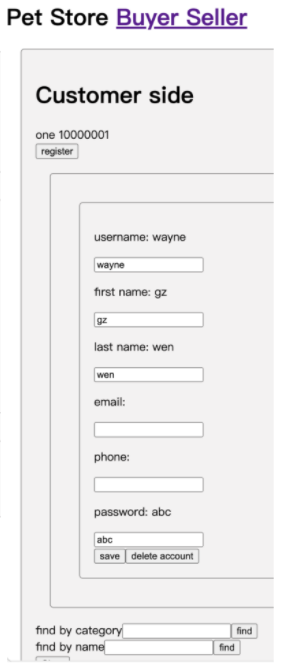 Pet Store Buyer Seller
Customer side
one 10000001
register
username: wayne
wayne
first name: gz
gz
last name: wen
wen
email:
phone:
password: abc
abc
save delete account
find by category find
find by name find